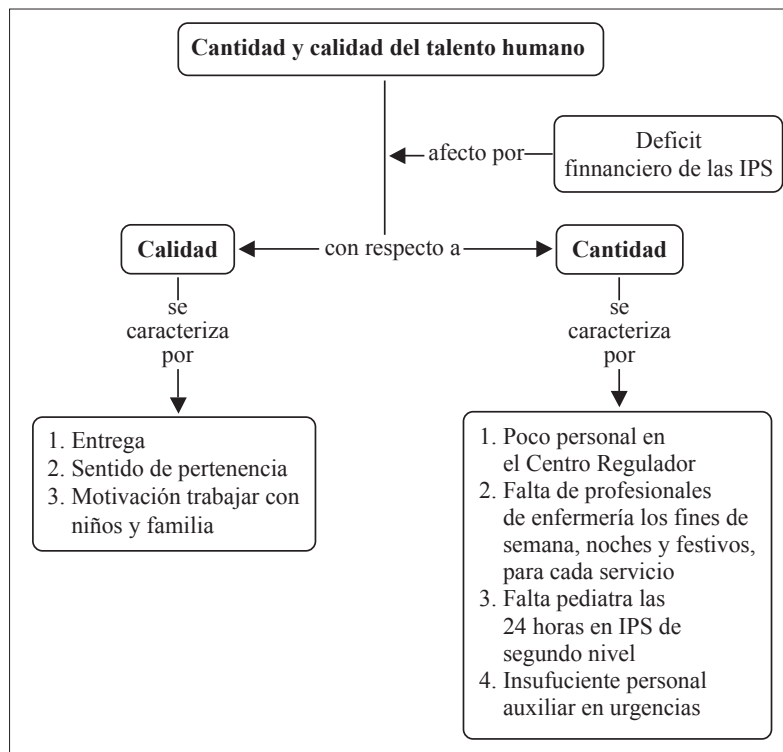 Cantidad y calidad del talento humano
afecto por
Deficit
finnanciero de las IPS
Calidad
con respecto a
Cantidad
se
caracteriza
por
se
caracteriza
por
1. Entrega
2. Sentido de pertenencia
3. Motivación trabajar con
niños y familia
1. Poco personal en
el Centro Regulador
2. Falta de profesionales
de enfermería los fines de
semana, noches y festivos,
para cada servicio
3. Falta pediatra las
24 horas en IPS de
segundo nivel
4. Insufuciente personal
auxiliar en urgencias